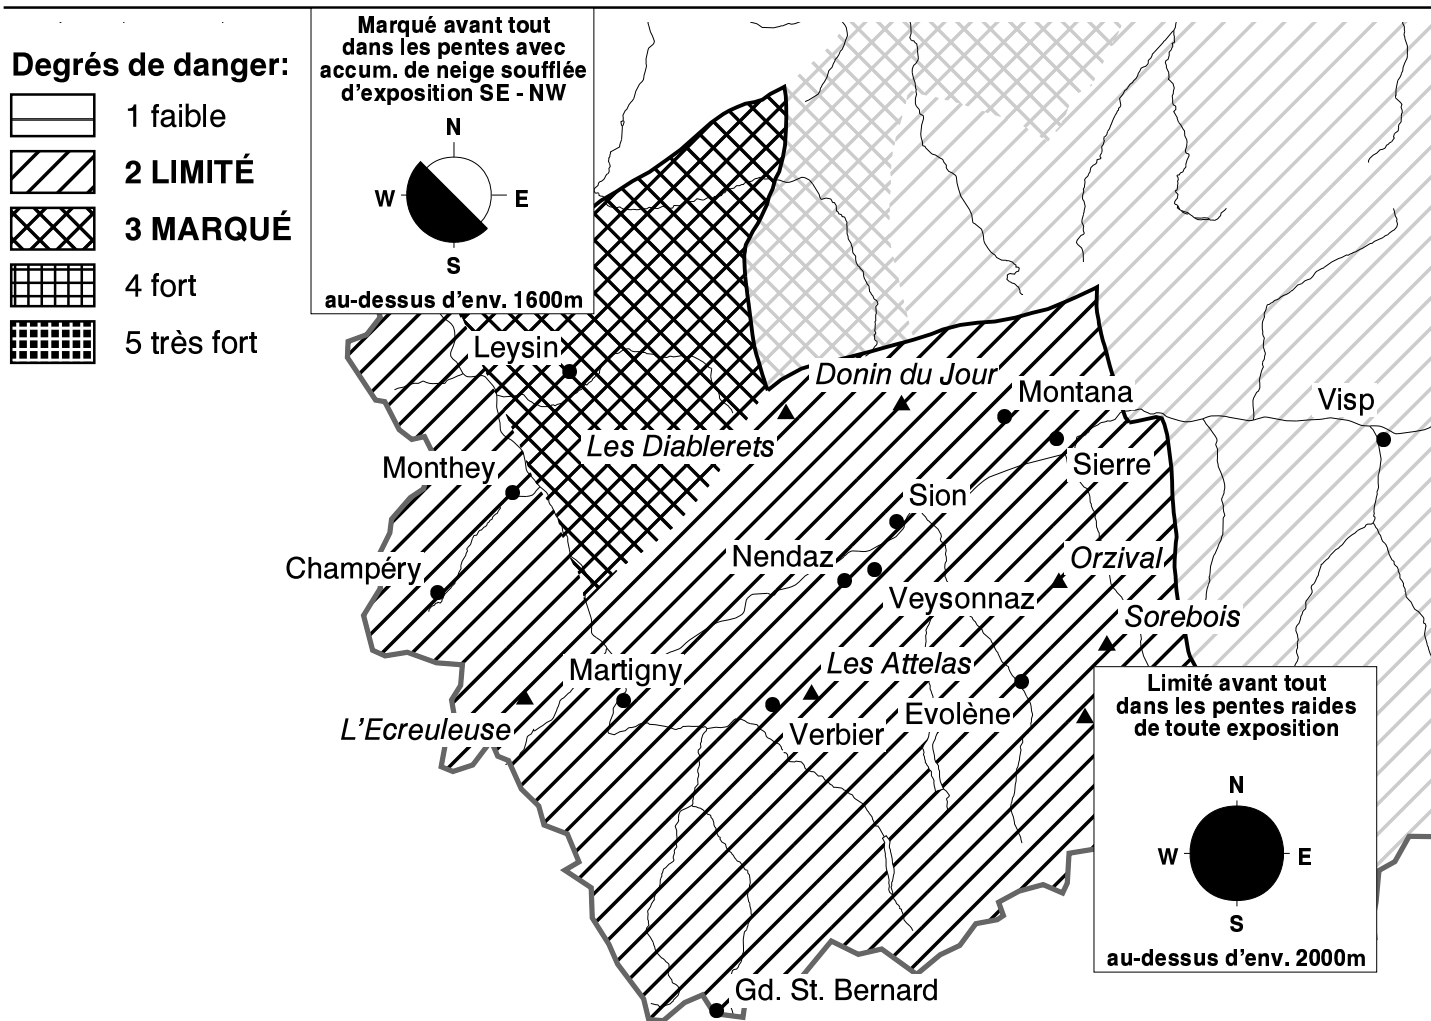 Degrés de danger:
1 faible
2 LIMITÉ
3 MARQUÉ
4 fort
5 très fort
Marqué avant tout
dans les pentes avec
accum. de neige soufflée
d'exposition SE - NW
N
W
E
S
au-dessus d'env. 1600m
Leysin
Donin du Jour
Montana
Visp
Les Diablerets
Monthey
Sierre
Sion
Nendaz
Orzival
Champéry
Veysonnaz
Sorebois
Martigny
Les Attelas
L'Ecreuleuse
Evolène
Verbier
Limité avant tout
dans les pentes raides
de toute exposition
N
W
E
S
au-dessus d'env. 2000m
Gd. St. Bernard